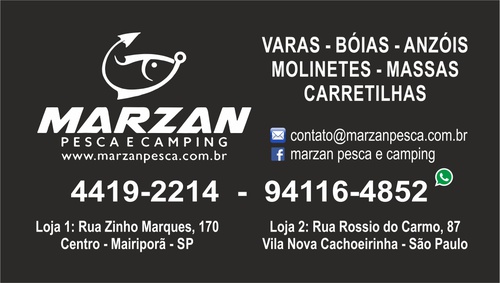 MARZAN
PESCA E CAMPING
www.marzanpesca.com.br
VARAS - BÓIAS - ANZÓIS
MOLINETES - MASSAS
CARRETILHAS
contato@marzanpesca.com.br
marzan pesca e camping
4419-2214 - 94116-4852
Loja 1: Rua Zinho Marques, 170
Centro - Mairiporã - SP
Loja 2: Rua Rossio do Carmo, 87
Vila Nova Cachoeirinha - São Paulo